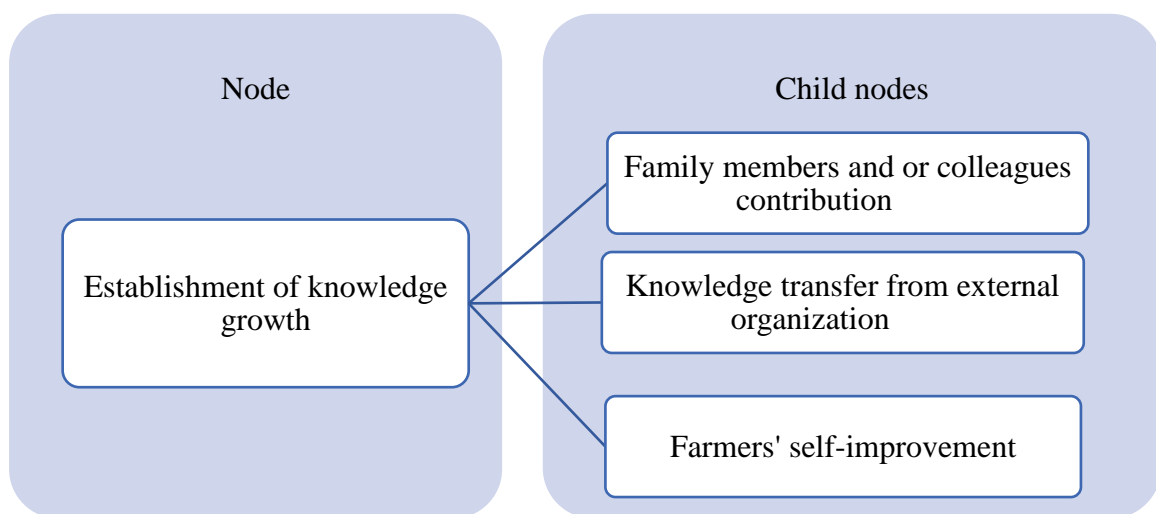 Node
Establishment of knowledge
growth
Child nodes
Family members and or colleagues
contribution
Knowledge transfer from external
organization
Farmers' self-improvement